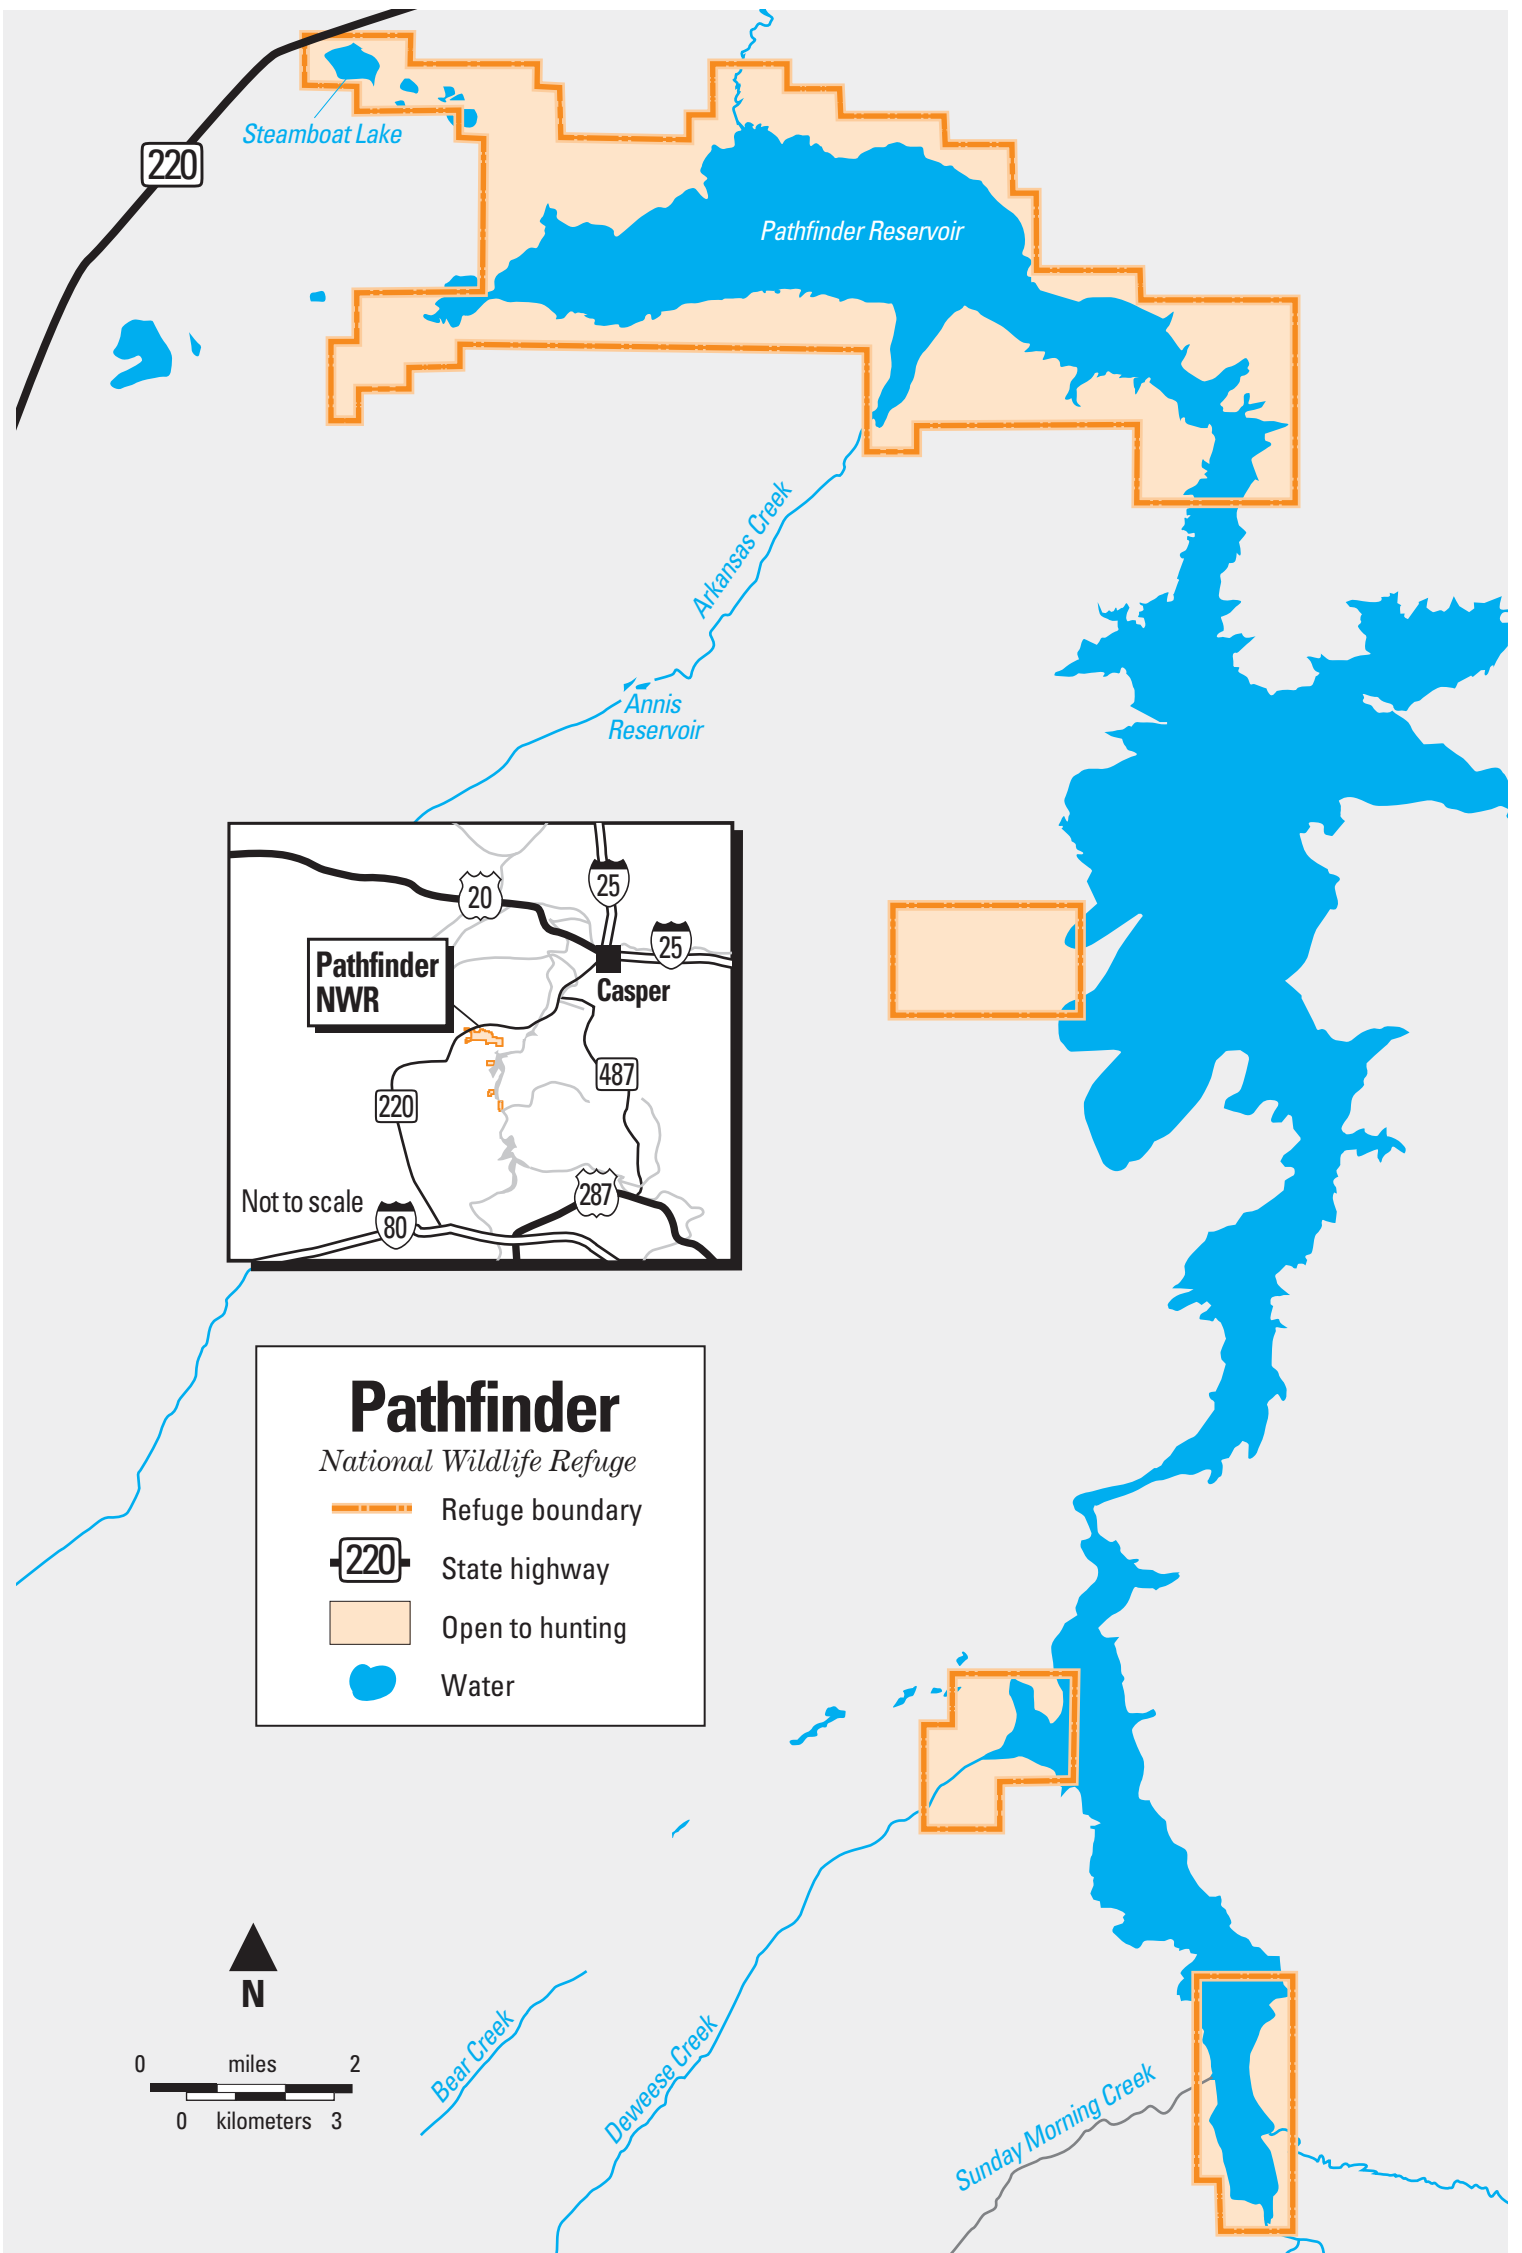 Steamboat Lake
220
Pathfinder Reservoir
Arkansas Creek
Annis
Reservoir
20
25
25
Pathfinder
NWR
Casper
487
220
Not to scale
287
80
Pathfinder
National Wildlife Refuge
Refuge boundary
220
State highway
Open to hunting
Water
N
0 miles 2
0 kilometers 3
Bear Creek
Deweese Creek
Sunday Morning Creek